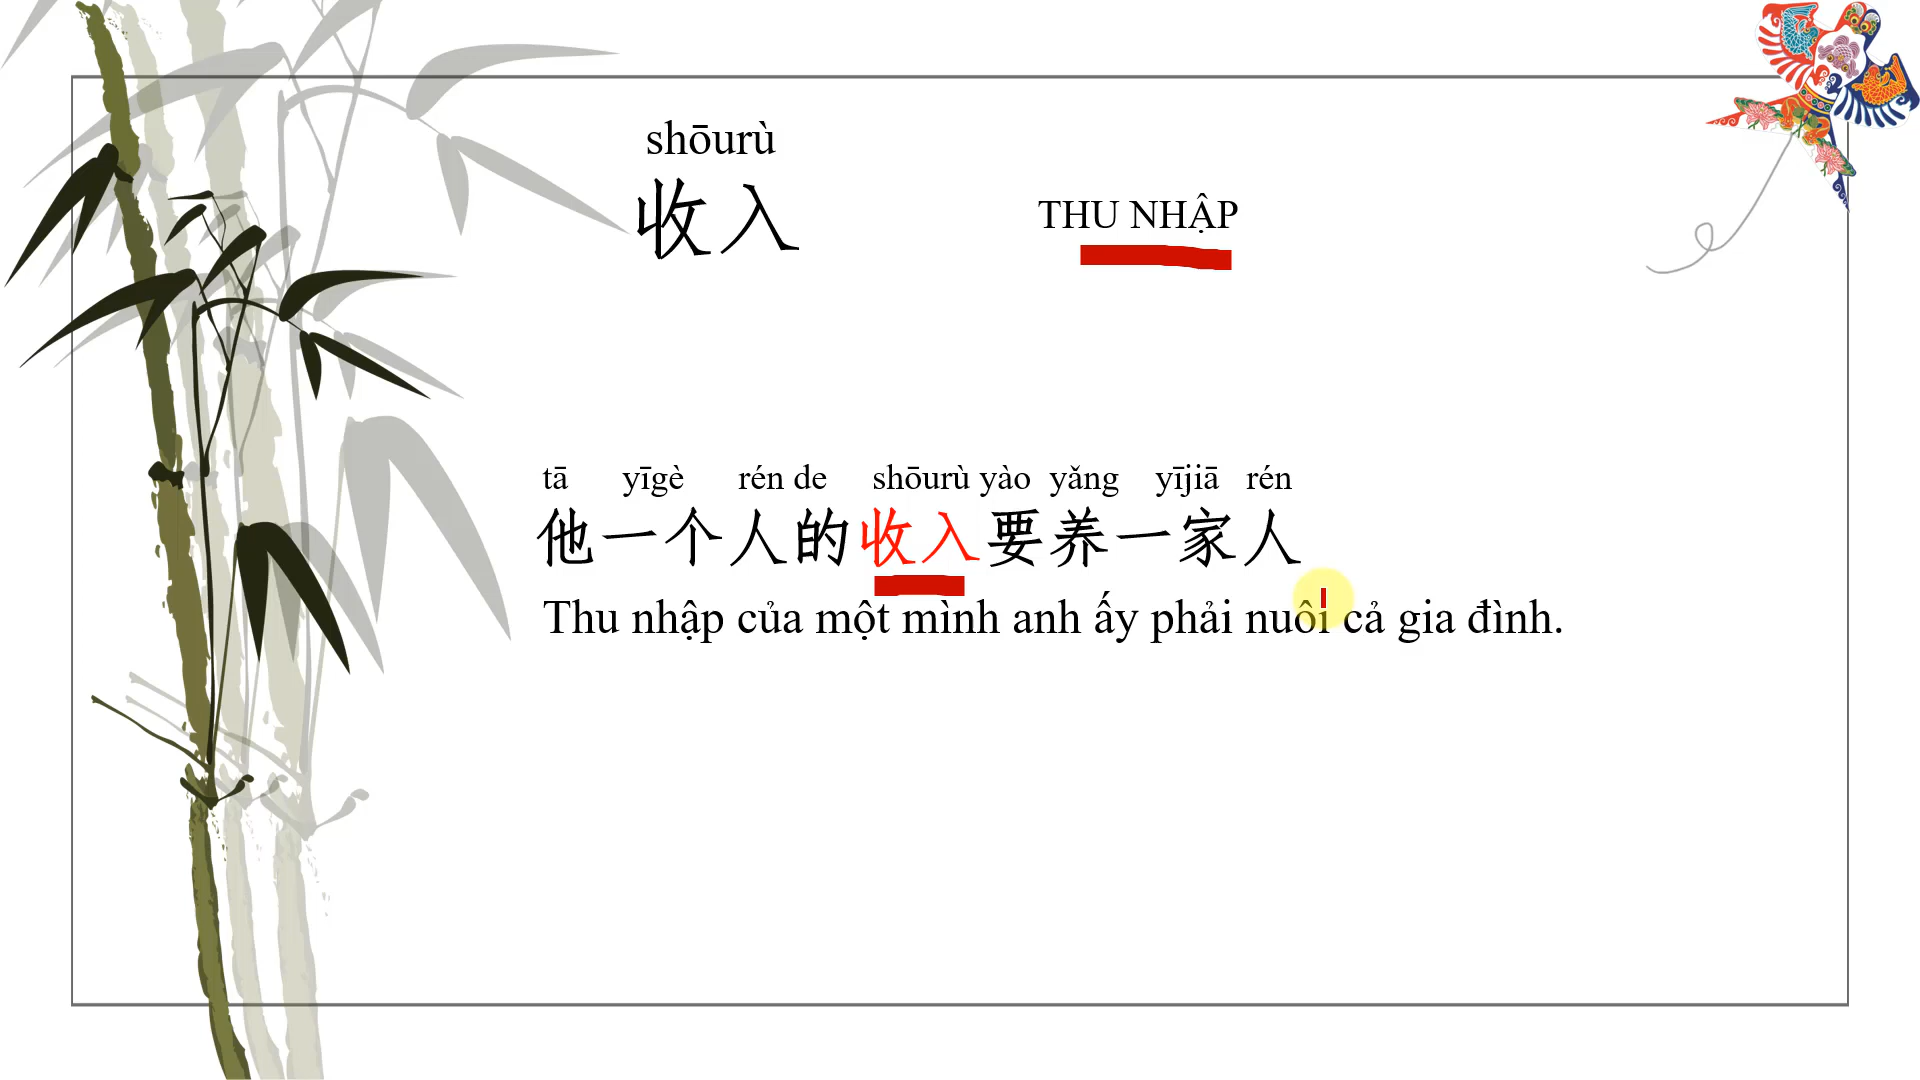 shōurù
收入
THU NHẬP
tā yīgè rén de shōurù yào yǎng yījiā rén
他一个人的收入要养一家人
Thu nhập của một mình anh ấy phải nuôi cả gia đình.